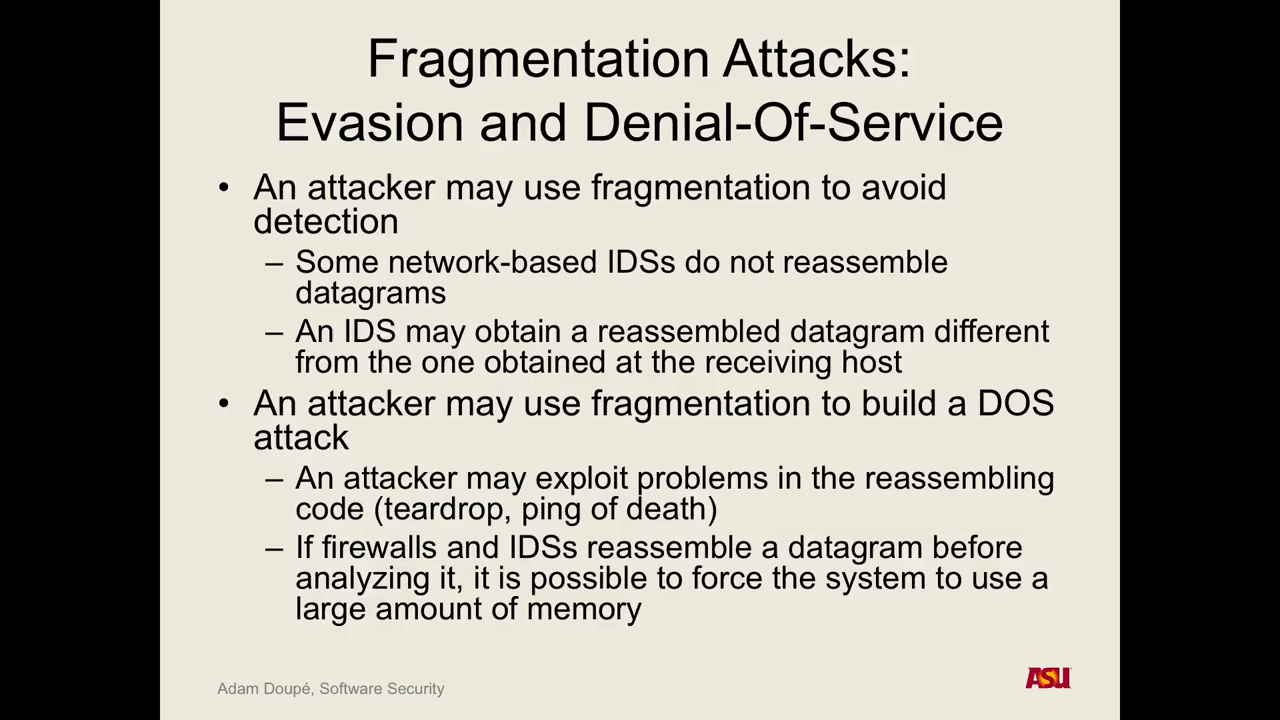 Fragmentation Attacks:
Evasion and Denial-Of-Service
• An attacker may use fragmentation to avoid
detection
– Some network-based IDSs do not reassemble
datagrams
– An IDS may obtain a reassembled datagram different
from the one obtained at the receiving host
• An attacker may use fragmentation to build a DOS
attack
– An attacker may exploit problems in the reassembling
code (teardrop, ping of death)
– If firewalls and IDSs reassemble a datagram before
analyzing it, it is possible to force the system to use a
large amount of memory
Adam Doupé, Software Security
ASU